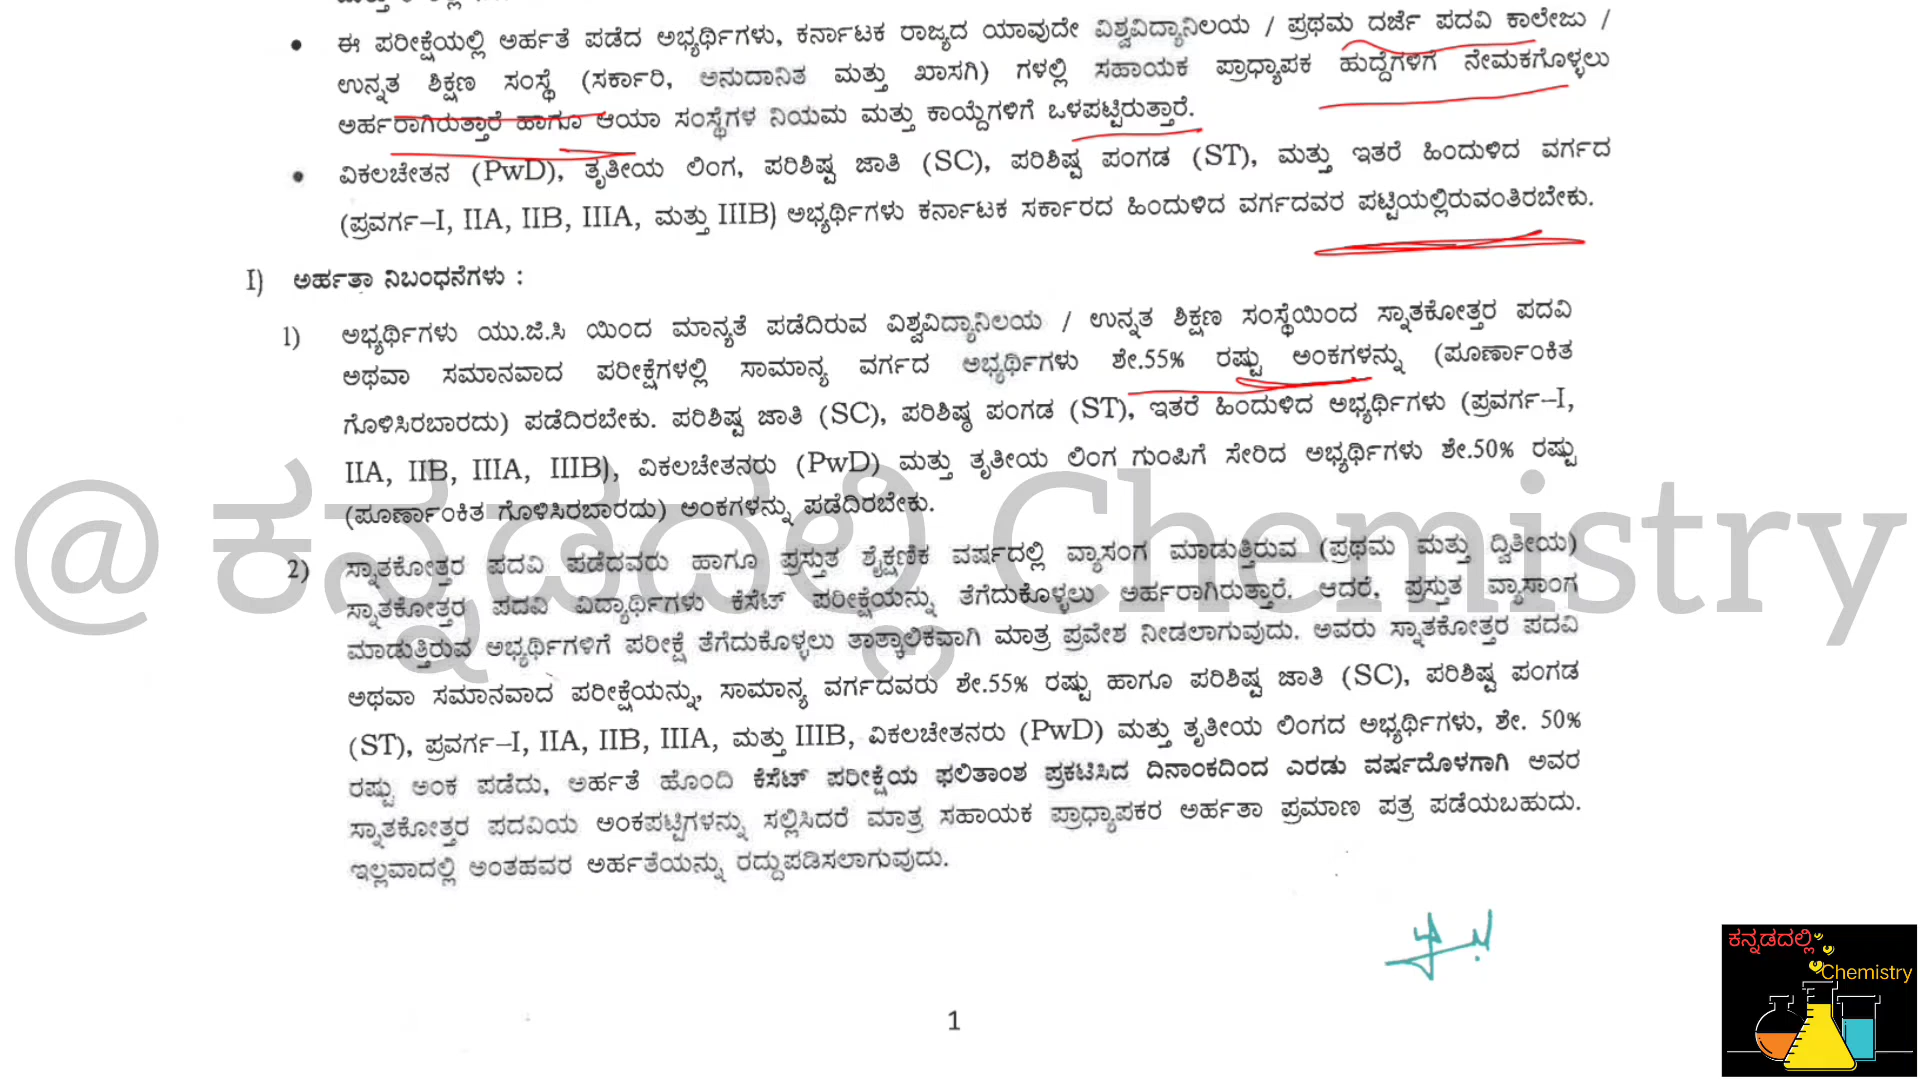 • ಈ ಪರೀಕ್ಷೆಯಲ್ಲಿ ಅರ್ಹತೆ ಪಡೆದ ಅಭ್ಯರ್ಥಿಗಳು, ಕರ್ನಾಟಕ ರಾಜ್ಯದ ಯಾವುದೇ ವಿಶ್ವವಿದ್ಯಾನಿಲಯ / ಪ್ರಥಮ ದರ್ಜೆ ಪದವಿ ಕಾಲೇಜು /
ಉನ್ನತ ಶಿಕ್ಷಣ ಸಂಸ್ಥೆ (ಸರ್ಕಾರಿ, ಅನುದಾನಿತ ಮತ್ತು ಖಾಸಗಿ) ಗಳಲ್ಲಿ ಸಹಾಯಕ ಪ್ರಾಧ್ಯಾಪಕ ಹುದ್ದೆಗಳಿಗೆ ನೇಮಕಗೊಳ್ಳಲು
ಅರ್ಹರಾಗಿರುತ್ತಾರೆ ಹಾಗೂ ಆಯಾ ಸಂಸ್ಥೆಗಳ ನಿಯಮ ಮತ್ತು ಕಾಯ್ದೆಗಳಿಗೆ ಒಳಪಟ್ಟಿರುತ್ತಾರೆ.
• ವಿಕಲಚೇತನ (PwD), ತೃತೀಯ ಲಿಂಗ, ಪರಿಶಿಷ್ಟ ಜಾತಿ (SC), ಪರಿಶಿಷ್ಟ ಪಂಗಡ (ST), ಮತ್ತು ಇತರೆ ಹಿಂದುಳಿದ ವರ್ಗದ
(ಪ್ರವರ್ಗ–I, IIA, IIB, IIIA, ಮತ್ತು IIIB) ಅಭ್ಯರ್ಥಿಗಳು ಕರ್ನಾಟಕ ಸರ್ಕಾರದ ಹಿಂದುಳಿದ ವರ್ಗದವರ ಪಟ್ಟಿಯಲ್ಲಿರುವಂತಿರಬೇಕು.
I) ಅರ್ಹತಾ ನಿಬಂಧನೆಗಳು :
1) ಅಭ್ಯರ್ಥಿಗಳು ಯು.ಜಿ.ಸಿ ಯಿಂದ ಮಾನ್ಯತೆ ಪಡೆದಿರುವ ವಿಶ್ವವಿದ್ಯಾನಿಲಯ / ಉನ್ನತ ಶಿಕ್ಷಣ ಸಂಸ್ಥೆಯಿಂದ ಸ್ನಾತಕೋತ್ತರ ಪದವಿ
ಅಥವಾ ಸಮಾನವಾದ ಪರೀಕ್ಷೆಗಳಲ್ಲಿ ಸಾಮಾನ್ಯ ವರ್ಗದ ಅಭ್ಯರ್ಥಿಗಳು ಶೇ.55% ರಷ್ಟು ಅಂಕಗಳನ್ನು (ಪೂರ್ಣಾಂಕಿತ
ಗೊಳಿಸಿರಬಾರದು) ಪಡೆದಿರಬೇಕು. ಪರಿಶಿಷ್ಟ ಜಾತಿ (SC), ಪರಿಶಿಷ್ಠ ಪಂಗಡ (ST), ಇತರೆ ಹಿಂದುಳಿದ ಅಭ್ಯರ್ಥಿಗಳು (ಪ್ರವರ್ಗ–I,
IIA, IIB, IIIA, IIIB), ವಿಕಲಚೇತನರು (PwD) ಮತ್ತು ತೃತೀಯ ಲಿಂಗ ಗುಂಪಿಗೆ ಸೇರಿದ ಅಭ್ಯರ್ಥಿಗಳು ಶೇ.50% ರಷ್ಟು
(ಪೂರ್ಣಾಂಕಿತ ಗೊಳಿಸಿರಬಾರದು) ಅಂಕಗಳನ್ನು ಪಡೆದಿರಬೇಕು.
@ ಕನ್ನಡದಲ್ಲಿ Chemistry
2) ಸ್ನಾತಕೋತ್ತರ ಪದವಿ ಪಡೆದವರು ಹಾಗೂ ಪ್ರಸ್ತುತ ಶೈಕ್ಷಣಿಕ ವರ್ಷದಲ್ಲಿ ವ್ಯಾಸಂಗ ಮಾಡುತ್ತಿರುವ (ಪ್ರಥಮ ಮತ್ತು ದ್ವಿತೀಯ)
ಸ್ನಾತಕೋತ್ತರ ಪದವಿ ವಿದ್ಯಾರ್ಥಿಗಳು ಕೆಸೆಟ್ ಪರೀಕ್ಷೆಯನ್ನು ತೆಗೆದುಕೊಳ್ಳಲು ಅರ್ಹರಾಗಿರುತ್ತಾರೆ. ಆದರೆ, ಪ್ರಸ್ತುತ ವ್ಯಾಸಾಂಗ
ಮಾಡುತ್ತಿರುವ ಅಭ್ಯರ್ಥಿಗಳಿಗೆ ಪರೀಕ್ಷೆ ತೆಗೆದುಕೊಳ್ಳಲು ತಾತ್ಕಾಲಿಕವಾಗಿ ಮಾತ್ರ ಪ್ರವೇಶ ನೀಡಲಾಗುವುದು. ಅವರು ಸ್ನಾತಕೋತ್ತರ ಪದವಿ
ಅಥವಾ ಸಮಾನವಾದ ಪರೀಕ್ಷೆಯನ್ನು, ಸಾಮಾನ್ಯ ವರ್ಗದವರು ಶೇ.55% ರಷ್ಟು ಹಾಗೂ ಪರಿಶಿಷ್ಟ ಜಾತಿ (SC), ಪರಿಶಿಷ್ಟ ಪಂಗಡ
(ST), ಪ್ರವರ್ಗ–I, IIA, IIB, IIIA, ಮತ್ತು IIIB, ವಿಕಲಚೇತನರು (PwD) ಮತ್ತು ತೃತೀಯ ಲಿಂಗದ ಅಭ್ಯರ್ಥಿಗಳು, ಶೇ. 50%
ರಷ್ಟು ಅಂಕ ಪಡೆದು, ಅರ್ಹತೆ ಹೊಂದಿ ಕೆಸೆಟ್ ಪರೀಕ್ಷೆಯ ಫಲಿತಾಂಶ ಪ್ರಕಟಿಸಿದ ದಿನಾಂಕದಿಂದ ಎರಡು ವರ್ಷದೊಳಗಾಗಿ ಅವರ
ಸ್ನಾತಕೋತ್ತರ ಪದವಿಯ ಅಂಕಪಟ್ಟಿಗಳನ್ನು ಸಲ್ಲಿಸಿದರೆ ಮಾತ್ರ ಸಹಾಯಕ ಪ್ರಾಧ್ಯಾಪಕರ ಅರ್ಹತಾ ಪ್ರಮಾಣ ಪತ್ರ ಪಡೆಯಬಹುದು.
ಇಲ್ಲವಾದಲ್ಲಿ ಅಂತಹವರ ಅರ್ಹತೆಯನ್ನು ರದ್ದುಪಡಿಸಲಾಗುವುದು.
ಕನ್ನಡದಲ್ಲಿ
Chemistry
1